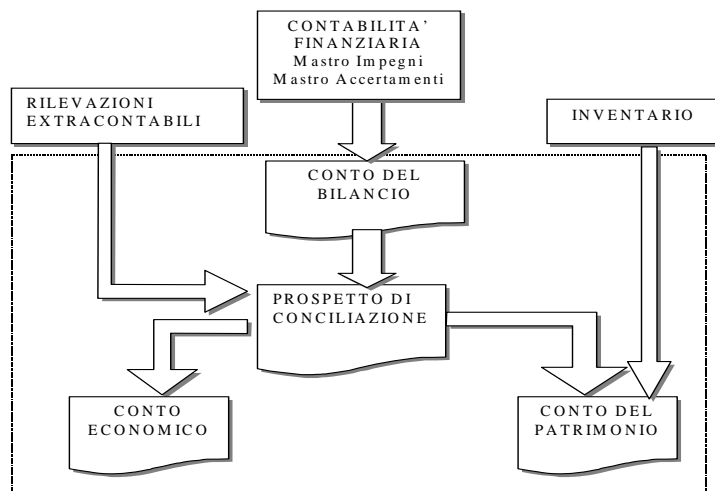 CONTABILITA’
FINANZIARIA
Mastro Impegni
Mastro Accertamenti
RILEVAZIONI
EXTRACONTABILI
INVENTARIO
CONTO DEL
BILANCIO
PROSPETTO DI
CONCILIAZIONE
CONTO
ECONOMICO
CONTO DEL
PATRIMONIO